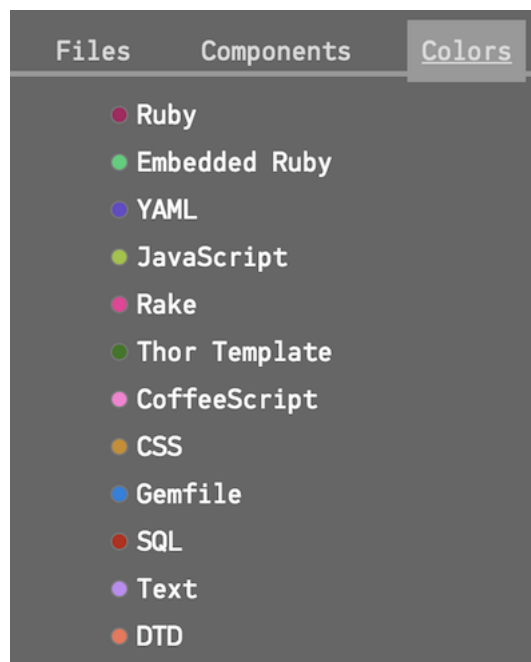 Files Components Colors
Ruby
Embedded Ruby
YAML
JavaScript
Rake
Thor Template
CoffeeScript
CSS
Gemfile
SQL
Text
DTD